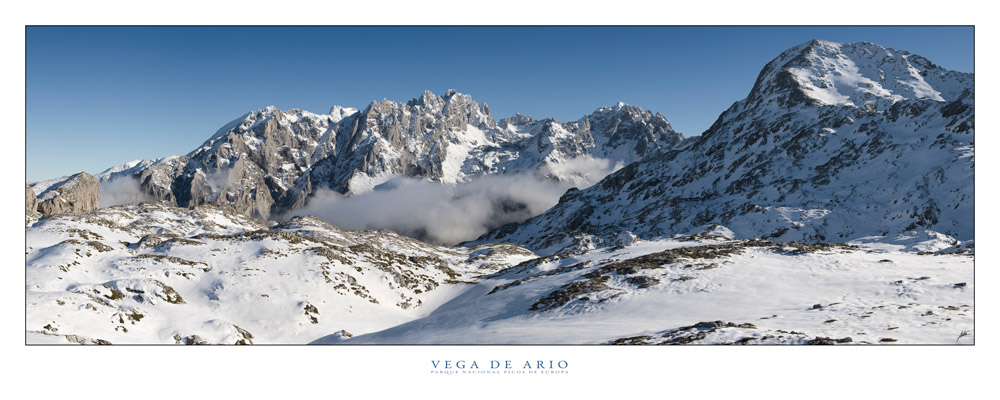 VEGA DE ARIO
PARQUE NACIONAL PICOS DE EUROPA